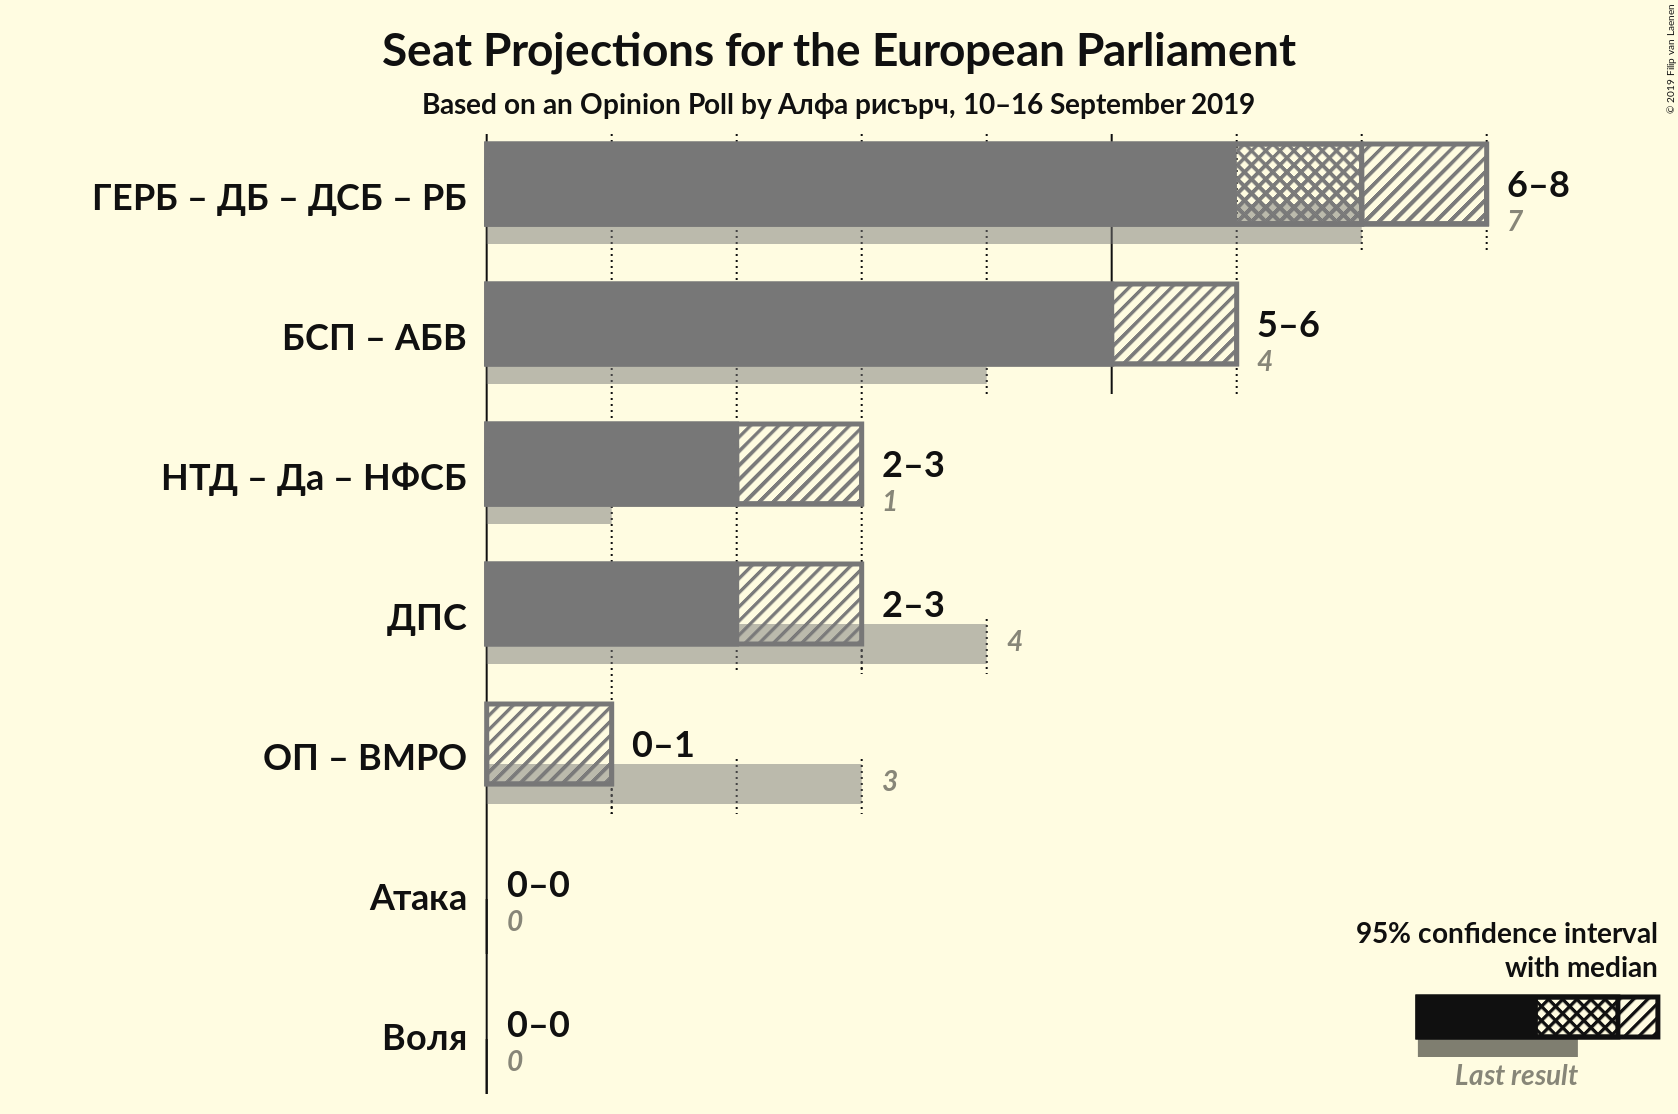 Seat Projections for the European Parliament
Based on an Opinion Poll by Алфа рисърч, 10–16 September 2019
© 2019 Filip van Laenen
ГЕРБ – ДБ – ДСБ – РБ
6–8
7
БСП – АБВ
5–6
4
НТД – Да – НФСБ
2–3
1
ДПС
2–3
4
ОП – ВМРО
0–1
3
Атака
0–0
0
Воля
0–0
0
95% confidence interval
with median
Last result